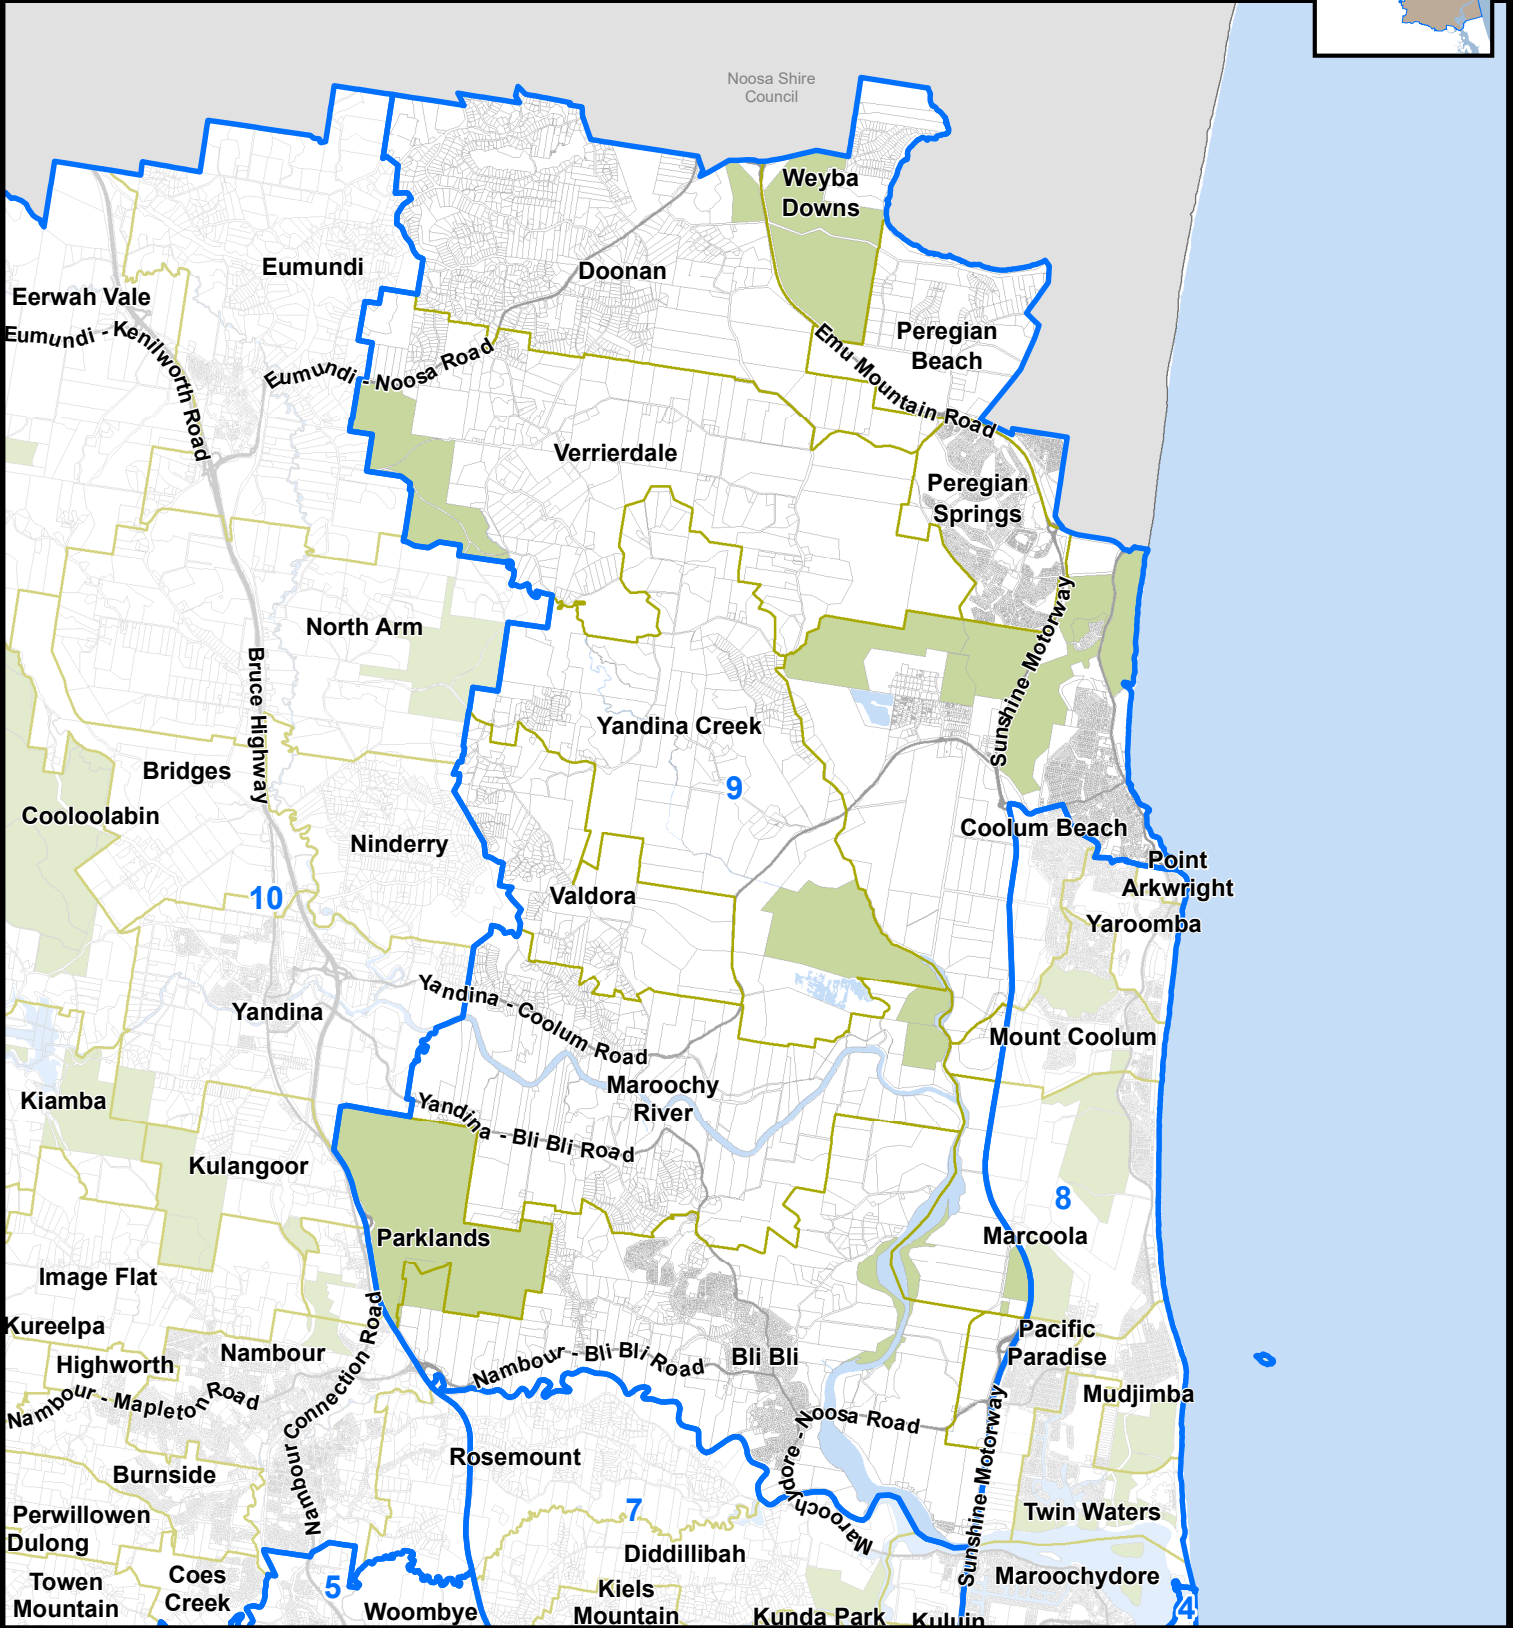 Noosa Shire
Council
Weyba
Downs
Eumundi
Doonan
Eerwah Vale
Eumundi - Kenilworth Road
Peregian
Beach
Emu Mountain Road
Eumundi - Noosa Road
Verrierdale
Peregian
Springs
North Arm
Sunshine Motorway
Bruce Highway
Yandina Creek
Bridges
9
Cooloolabin
Coolum Beach
Ninderry
Point
Arkwright
10
Valdora
Yaroomba
Yandina
Yandina - Coolum Road
Mount Coolum
Kiamba
Maroochy
River
Yandina - Bli Bli Road
Kulangoor
8
Parklands
Marcoola
Image Flat
Kureelpa
Pacific
Paradise
Highworth
Nambour
Nambour Connection Road
Nambour - Bli Bli Road
Bli Bli
Mudjimba
Nambour - Mapleton Road
Maroochydore - Noosa Road
Sunshine Motorway
Rosemount
Burnside
7
Perwillowen
Twin Waters
Dulong
Diddillibah
Towen
Mountain
Coes
Creek
5
Kiels
Mountain
Maroochydore
Woombye
Kunda Park
Kuluin
4